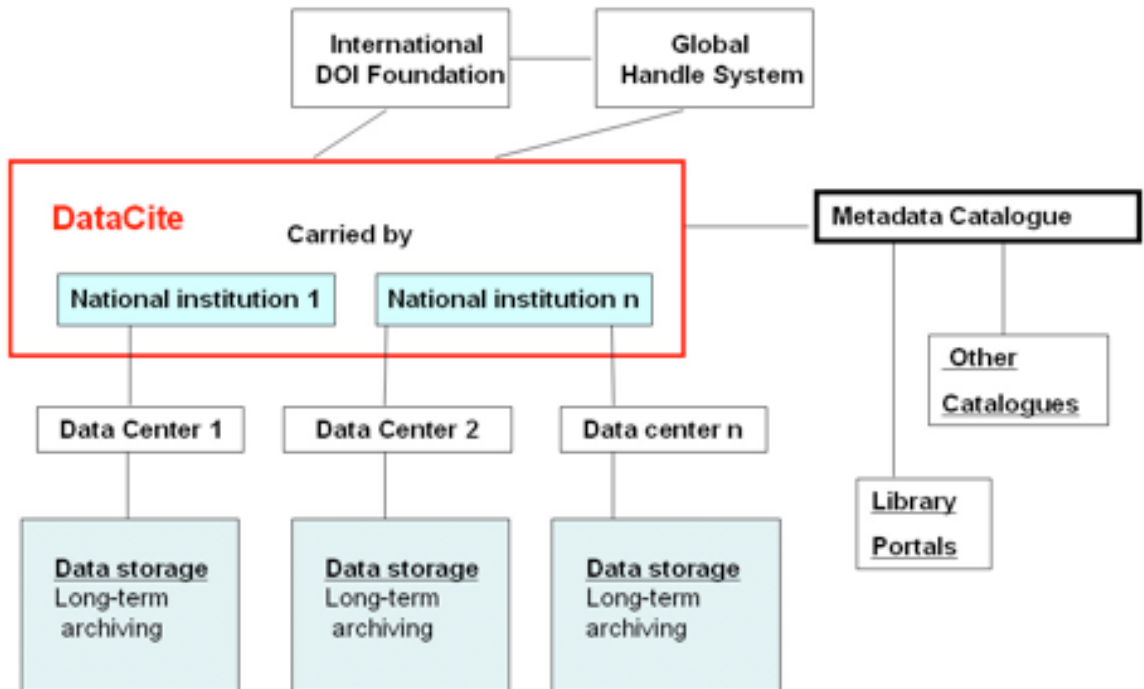 International
DOI Foundation
Global
Handle System
DataCite
Carried by
National institution 1
National institution n
Metadata Catalogue
Other
Catalogues
Library
Portals
Data Center 1
Data Center 2
Data center n
Data storage
Long-term
archiving
Data storage
Long-term
archiving
Data storage
Long-term
archiving